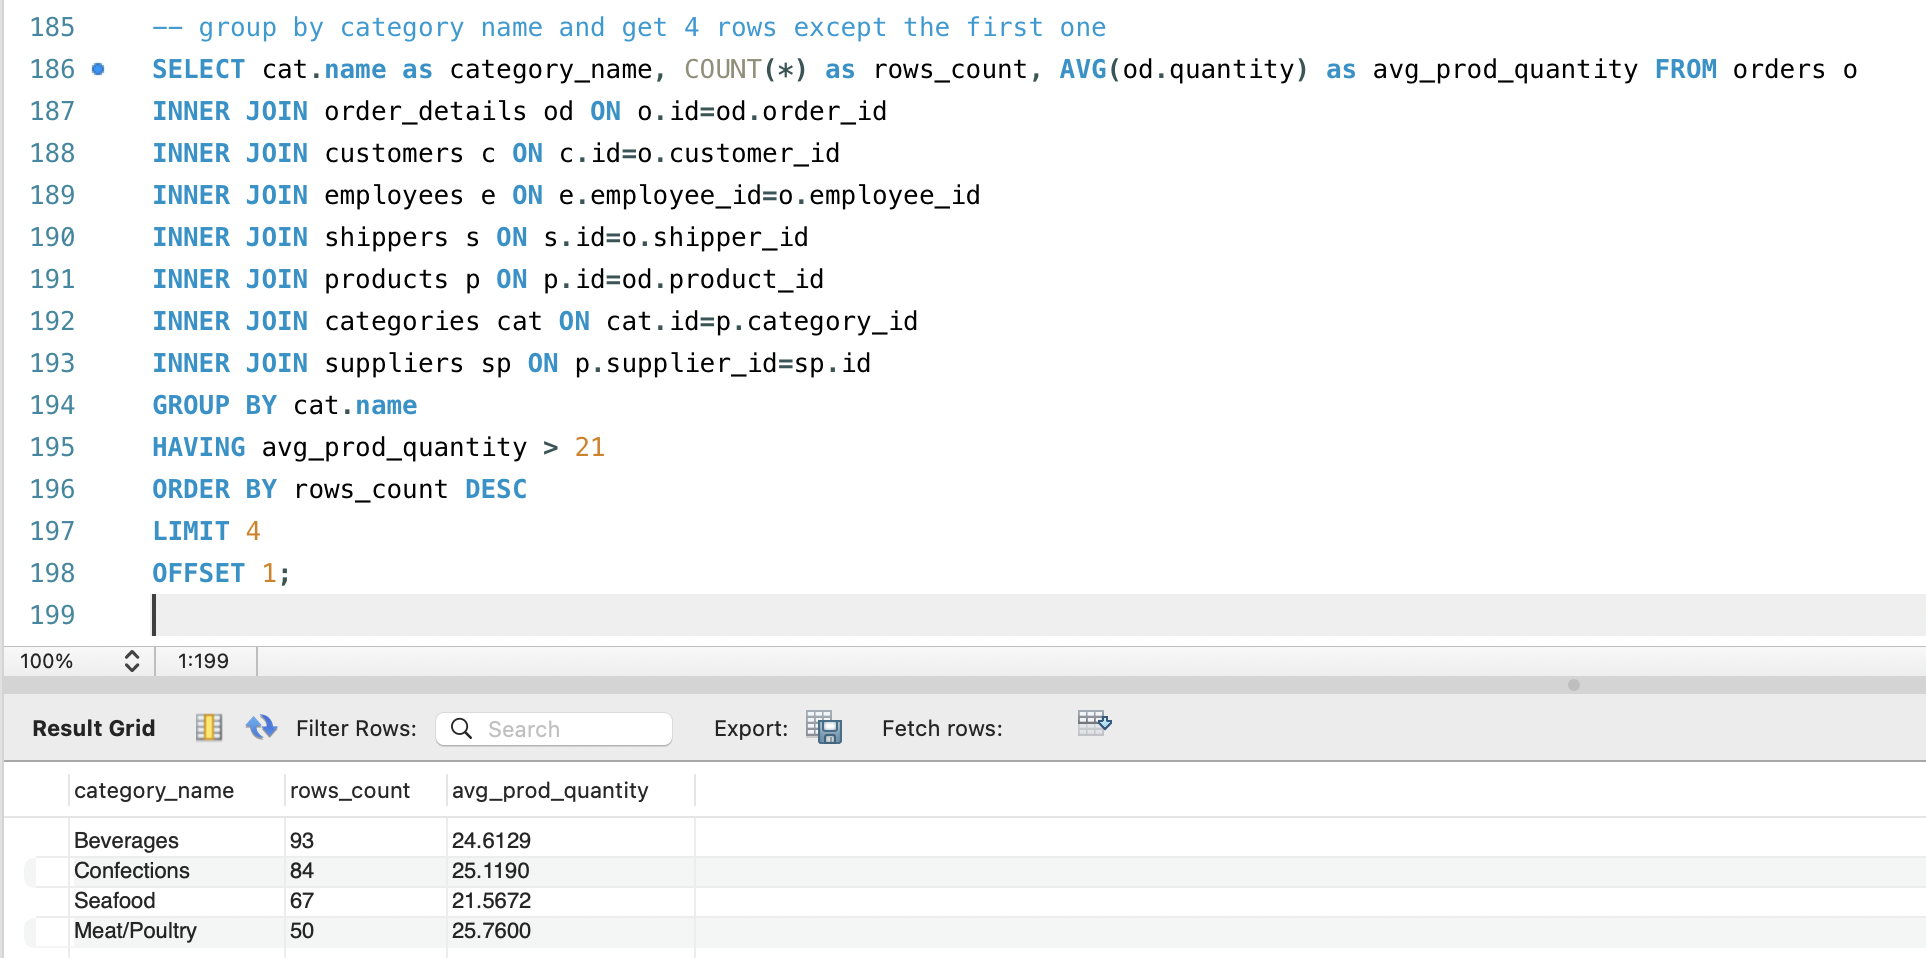 185 -- group by category name and get 4 rows except the first one
186 SELECT cat.name as category_name, COUNT(*) as rows_count, AVG(od.quantity) as avg_prod_quantity FROM orders o
187 INNER JOIN order_details od ON o.id=od.order_id
188 INNER JOIN customers c ON c.id=o.customer_id
189 INNER JOIN employees e ON e.employee_id=o.employee_id
190 INNER JOIN shippers s ON s.id=o.shipper_id
191 INNER JOIN products p ON p.id=od.product_id
192 INNER JOIN categories cat ON cat.id=p.category_id
193 INNER JOIN suppliers sp ON p.supplier_id=sp.id
194 GROUP BY cat.name
195 HAVING avg_prod_quantity > 21
196 ORDER BY rows_count DESC
197 LIMIT 4
198 OFFSET 1;
199
100% 1:199
Result Grid Filter Rows: Search Export: Fetch rows:
category_name rows_count avg_prod_quantity
Beverages 93 24.6129
Confections 84 25.1190
Seafood 67 21.5672
Meat/Poultry 50 25.7600